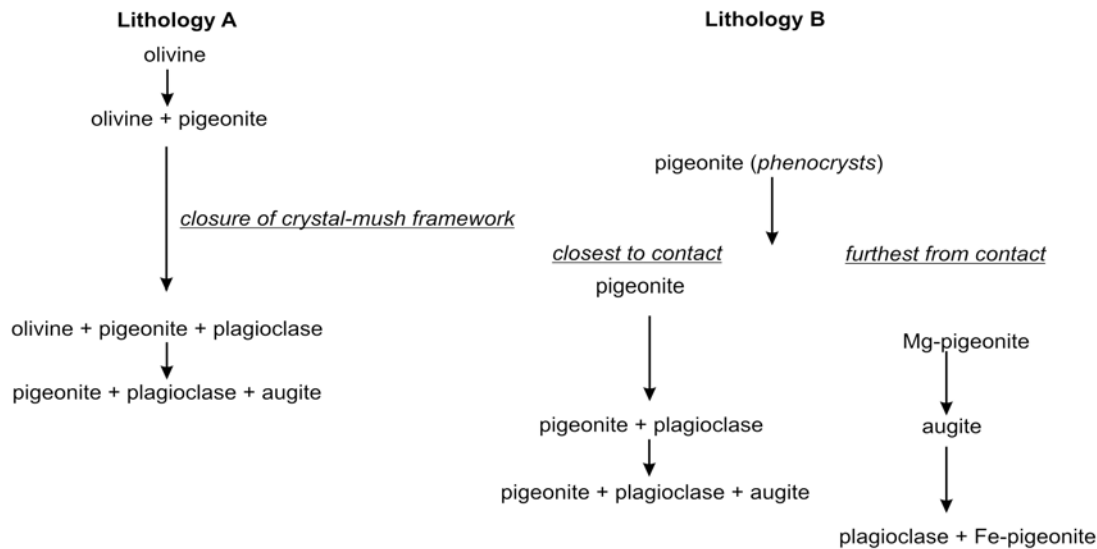 Lithology A
olivine
olivine + pigeonite
closure of crystal-mush framework
olivine + pigeonite + plagioclase
pigeonite + plagioclase + augite
Lithology B
pigeonite (phenocrysts)
closest to contact
pigeonite
pigeonite + plagioclase
pigeonite + plagioclase + augite
furthest from contact
Mg-pigeonite
augite
plagioclase + Fe-pigeonite